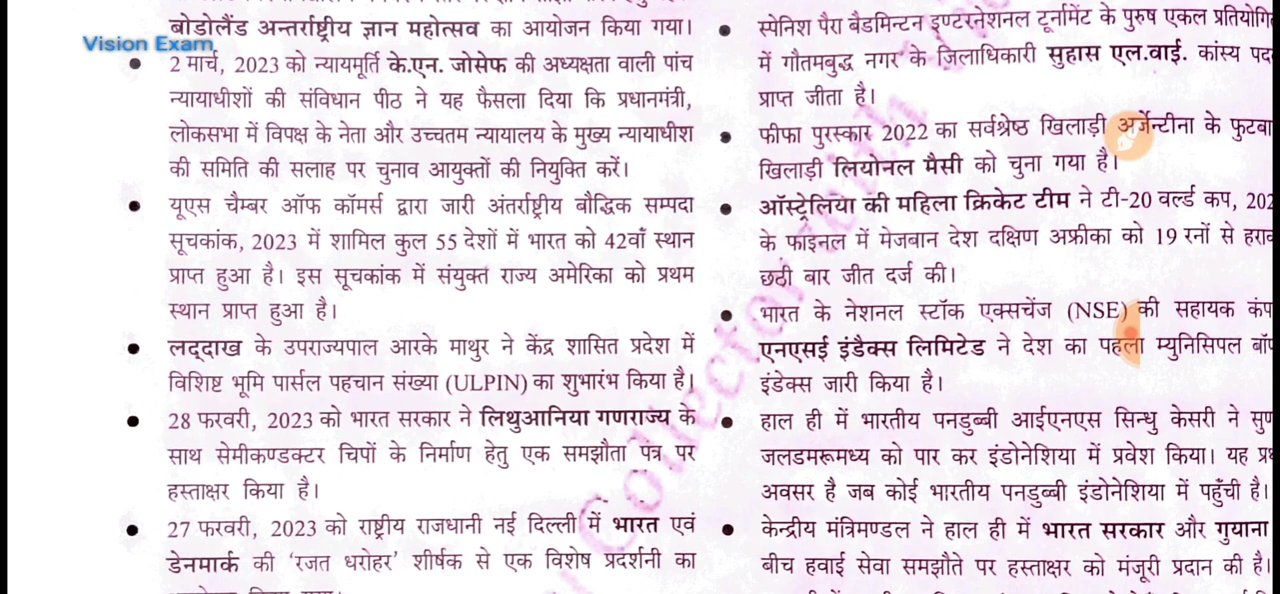 बोडोलैंड अन्तर्राष्ट्रीय ज्ञान महोत्सव का आयोजन किया गया।
Vision Exam
• 2 मार्च, 2023 को न्यायमूर्ति के.एन. जोसेफ की अध्यक्षता वाली पांच
न्यायाधीशों की संविधान पीठ ने यह फैसला दिया कि प्रधानमंत्री,
लोकसभा में विपक्ष के नेता और उच्चतम न्यायालय के मुख्य न्यायाधीश
की समिति की सलाह पर चुनाव आयुक्तों की नियुक्ति करें।
• यूएस चैम्बर ऑफ कॉमर्स द्वारा जारी अंतर्राष्ट्रीय बौद्धिक सम्पदा
सूचकांक, 2023 में शामिल कुल 55 देशों में भारत को 42वाँ स्थान
प्राप्त हुआ है। इस सूचकांक में संयुक्त राज्य अमेरिका को प्रथम
स्थान प्राप्त हुआ है।
• लद्दाख के उपराज्यपाल आरके माथुर ने केंद्र शासित प्रदेश में
विशिष्ट भूमि पार्सल पहचान संख्या (ULPIN) का शुभारंभ किया है।
• 28 फरवरी, 2023 को भारत सरकार ने लिथुआनिया गणराज्य के
साथ सेमीकण्डक्टर चिपों के निर्माण हेतु एक समझौता पत्र पर
हस्ताक्षर किया है।
• 27 फरवरी, 2023 को राष्ट्रीय राजधानी नई दिल्ली में भारत एवं
डेनमार्क की 'रजत धरोहर' शीर्षक से एक विशेष प्रदर्शनी का
• स्पेनिश पैरा बैडमिन्टन इण्टरनेशनल टूर्नामेंट के पुरुष एकल
में गौतमबुद्ध नगर के जिलाधिकारी सुहास एल.वाई. कांस्य
प्राप्त जीता है।
• फीफा पुरस्कार 2022 का सर्वश्रेष्ठ खिलाड़ी अर्जेन्टीना के
खिलाड़ी लियोनल मैसी को चुना गया है।
• ऑस्ट्रेलिया की महिला क्रिकेट टीम ने टी-20 वर्ल्ड कप,
के फाइनल में मेजबान देश दक्षिण अफ्रीका को 19 रनों से
छठी बार जीत दर्ज की।
• भारत के नेशनल स्टॉक एक्सचेंज (NSE) की सहायक
एनएसई इंडैक्स लिमिटेड ने देश का पहला म्युनिसिपल
इंडेक्स जारी किया है।
• हाल ही में भारतीय पनडुब्बी आईएनएस सिन्धु केसरी ने
जलडमरूमध्य को पार कर इंडोनेशिया में प्रवेश किया। यह
अवसर है जब कोई भारतीय पनडुब्बी इंडोनेशिया में पहुँची है।
• केन्द्रीय मंत्रिमण्डल ने हाल ही में भारत सरकार और गुयाना
बीच हवाई सेवा समझौते पर हस्ताक्षर को मंजूरी प्रदान की है।
Collector